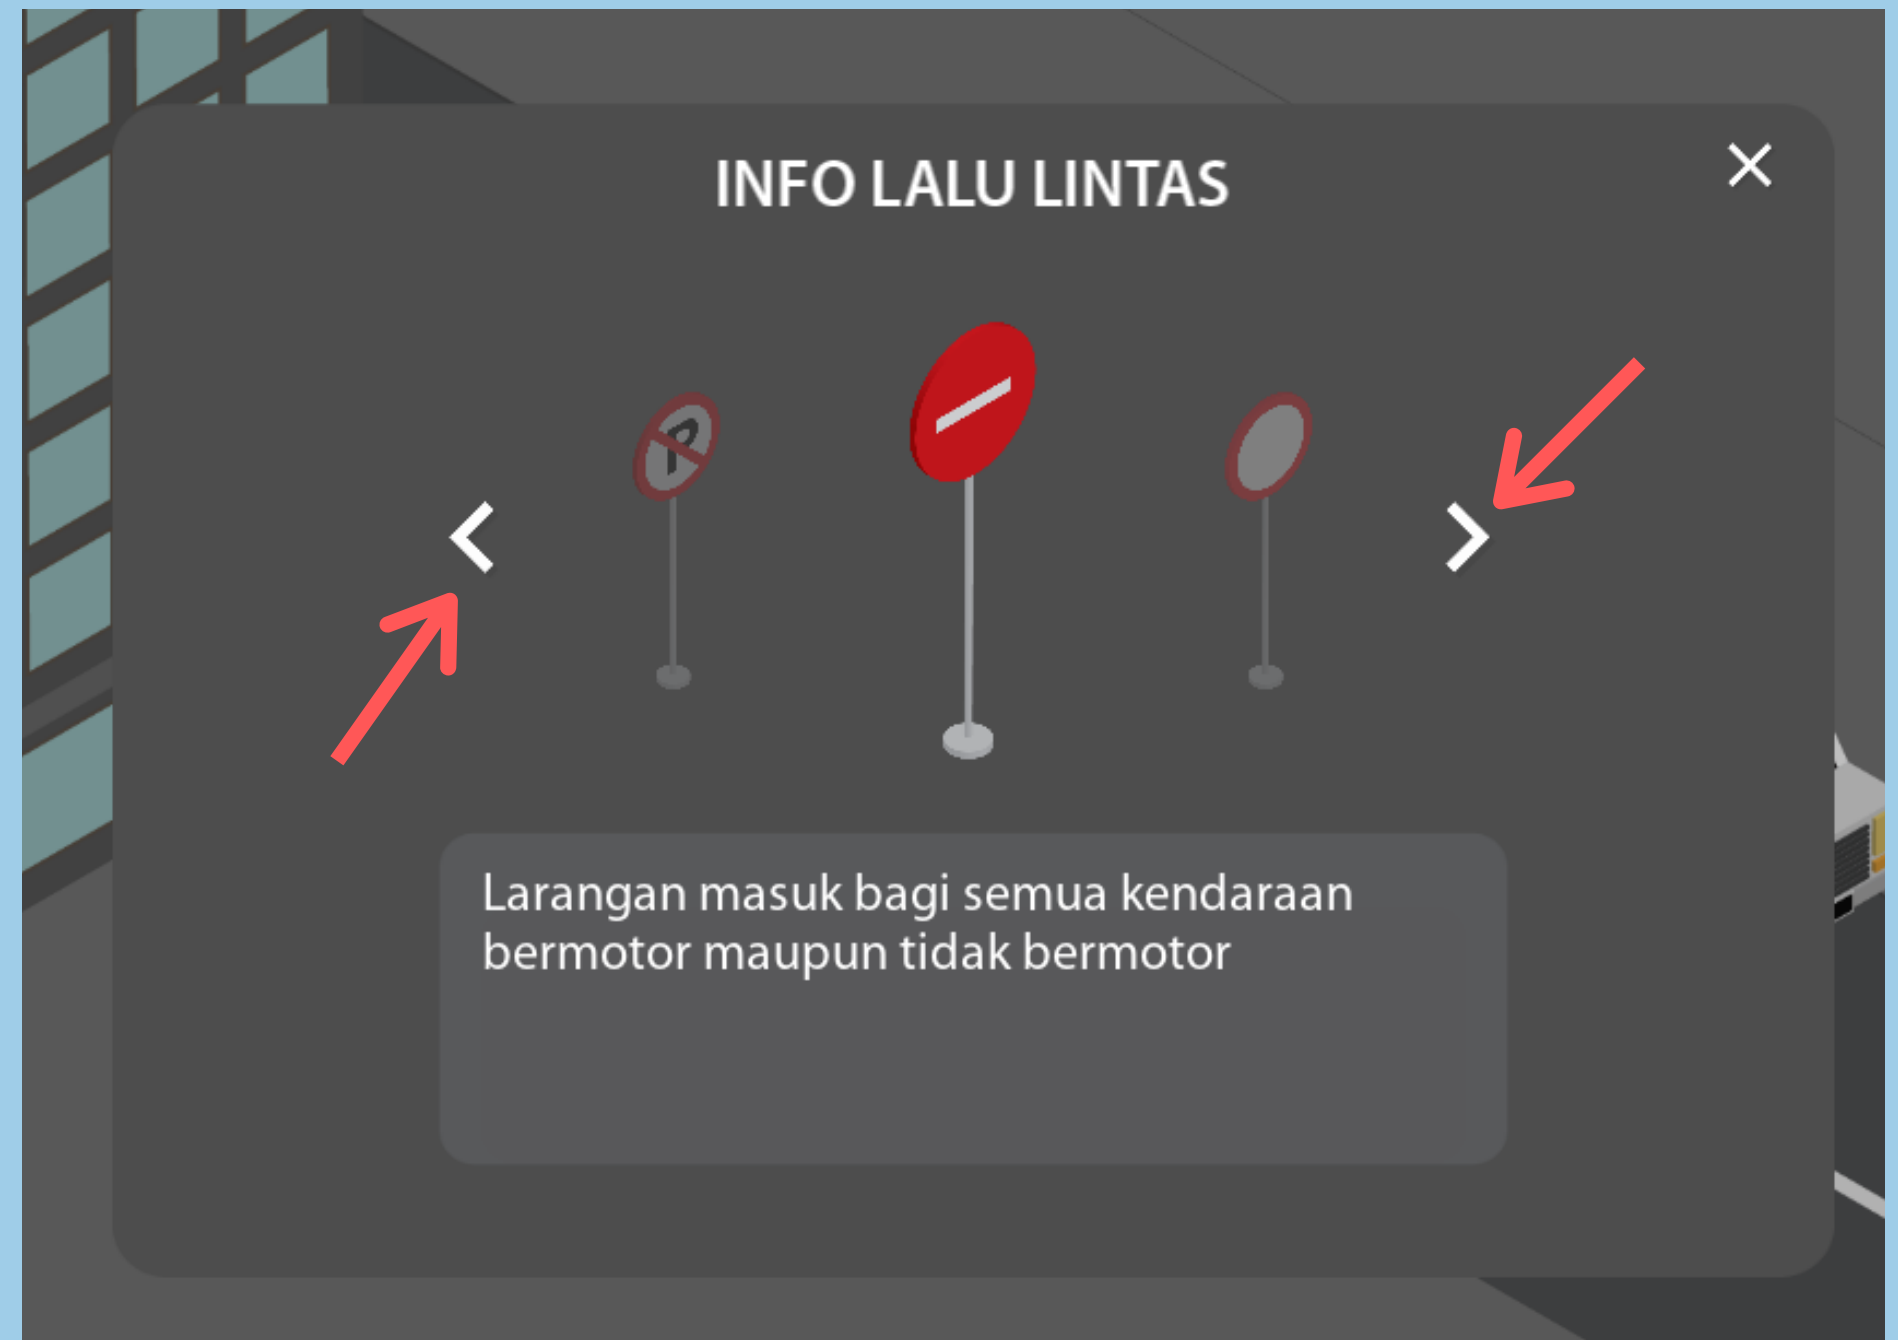 INFO LALU LINTAS
P
Larangan masuk bagi semua kendaraan
bermotor maupun tidak bermotor